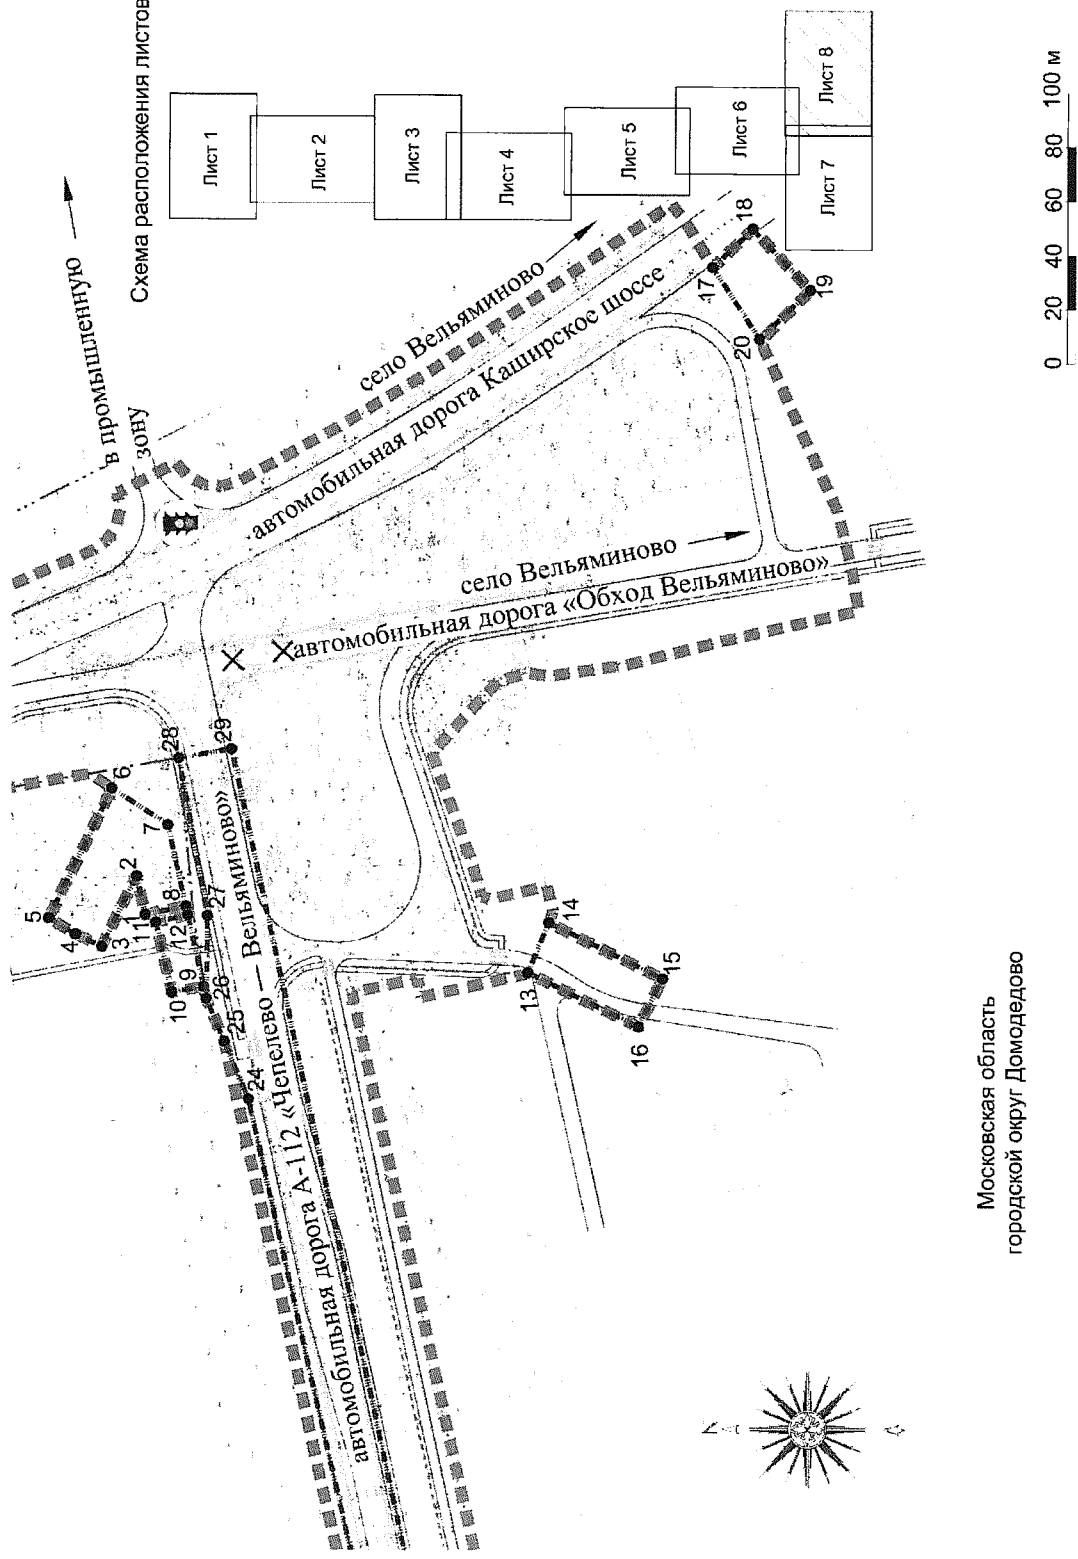 Схема расположения листов
Лист 1
Лист 2
Лист 3
Лист 4
Лист 5
Лист 6
Лист 7
Лист 8
в промышленную
зону
село Вельяминово
автомобильная дорога Каширское шоссе
село Вельяминово
автомобильная дорога «Обход Вельяминово»
автомобильная дорога А-112 «Чепелево — Вельяминово»
5
4
3
2
6
7
11
8
12
10
9
26
25
24
27
28
29
13
14
15
16
17
18
19
20
Московская область
городской округ Домодедово
0 20 40 60 80 100 м